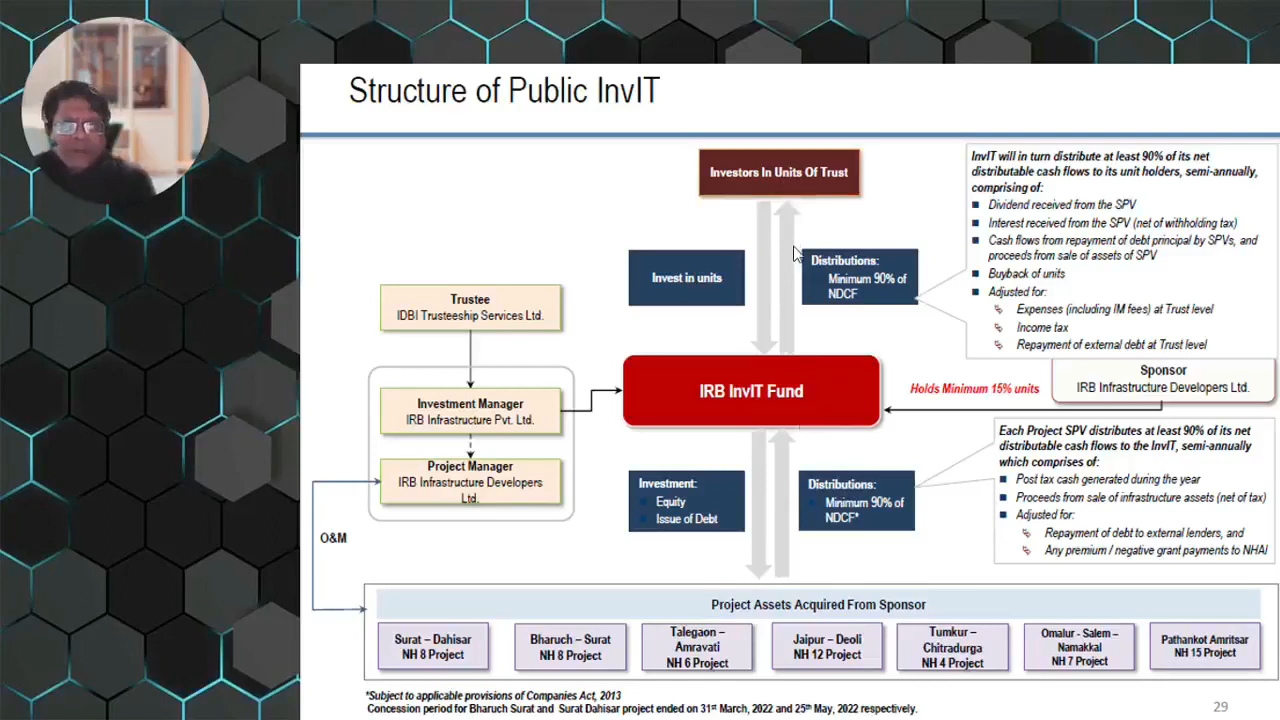 Structure of Public InvIT
Investors In Units Of Trust
InvIT will in turn distribute at least 90% of its net
distributable cash flows to its unit holders, semi-annually,
comprising of:
Dividend received from the SPV
Interest received from the SPV (net of withholding tax)
Cash flows from repayment of debt principal by SPVs, and
proceeds from sale of assets of SPV
Buyback of units
Adjusted for:
Expenses (including IM fees) at Trust level
Income tax
Repayment of external debt at Trust level
Invest in units
Distributions:
Minimum 90% of
NDCF
Trustee
IDBI Trusteeship Services Ltd.
Investment Manager
IRB Infrastructure Pvt. Ltd.
Project Manager
IRB Infrastructure Developers
Ltd.
IRB InvIT Fund
Holds Minimum 15% units
Sponsor
IRB Infrastructure Developers Ltd.
Each Project SPV distributes at least 90% of its net
distributable cash flows to the InvIT, semi-annually
which comprises of:
Post tax cash generated during the year
Proceeds from sale of infrastructure assets (net of tax)
Adjusted for:
Repayment of debt to external lenders, and
Any premium / negative grant payments to NHAI
Investment:
Equity
Issue of Debt
Distributions:
Minimum 90% of
NDCF*
O&M
Project Assets Acquired From Sponsor
Surat – Dahisar
NH 8 Project
Bharuch – Surat
NH 8 Project
Talegaon –
Amravati
NH 6 Project
Jaipur – Deoli
NH 12 Project
Tumkur –
Chitradurga
NH 4 Project
Omalur - Salem –
Namakkal
NH 7 Project
Pathankot Amritsar
NH 15 Project
*Subject to applicable provisions of Companies Act, 2013
Concession period for Bharuch Surat and Surat Dahisar project ended on 31st March, 2022 and 25th May, 2022 respectively.
29